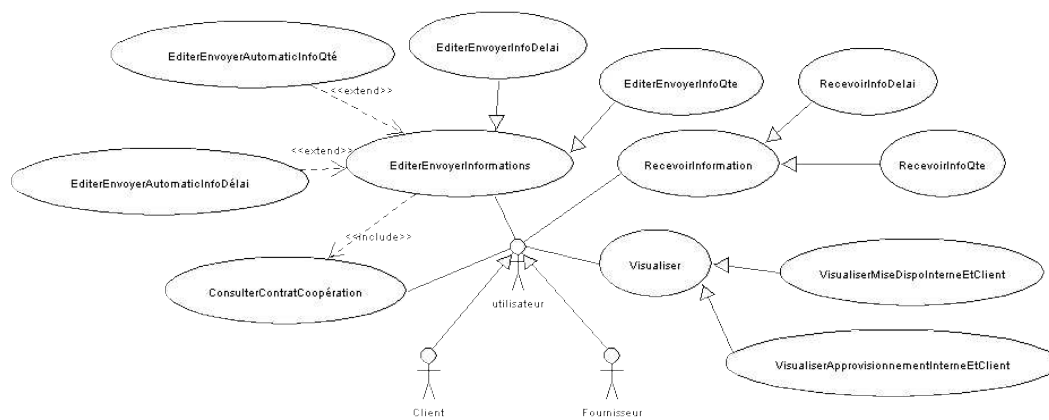 EditerEnvoyerInfoDelai
EditerEnvoyerAutomaticInfoQté
EditerEnvoyerInfoQte
RecevoirInfoDelai
<<extend>>
<<extend>>
EditerEnvoyerInformations
RecevoirInformation
RecevoirInfoQte
EditerEnvoyerAutomaticInfoDélai
<<include>>
Visualiser
VisualiserMiseDispoInterneEtClient
ConsulterContratCoopération
utilisateur
VisualiserApprovisionnementInterneEtClient
Client
Fournisseur